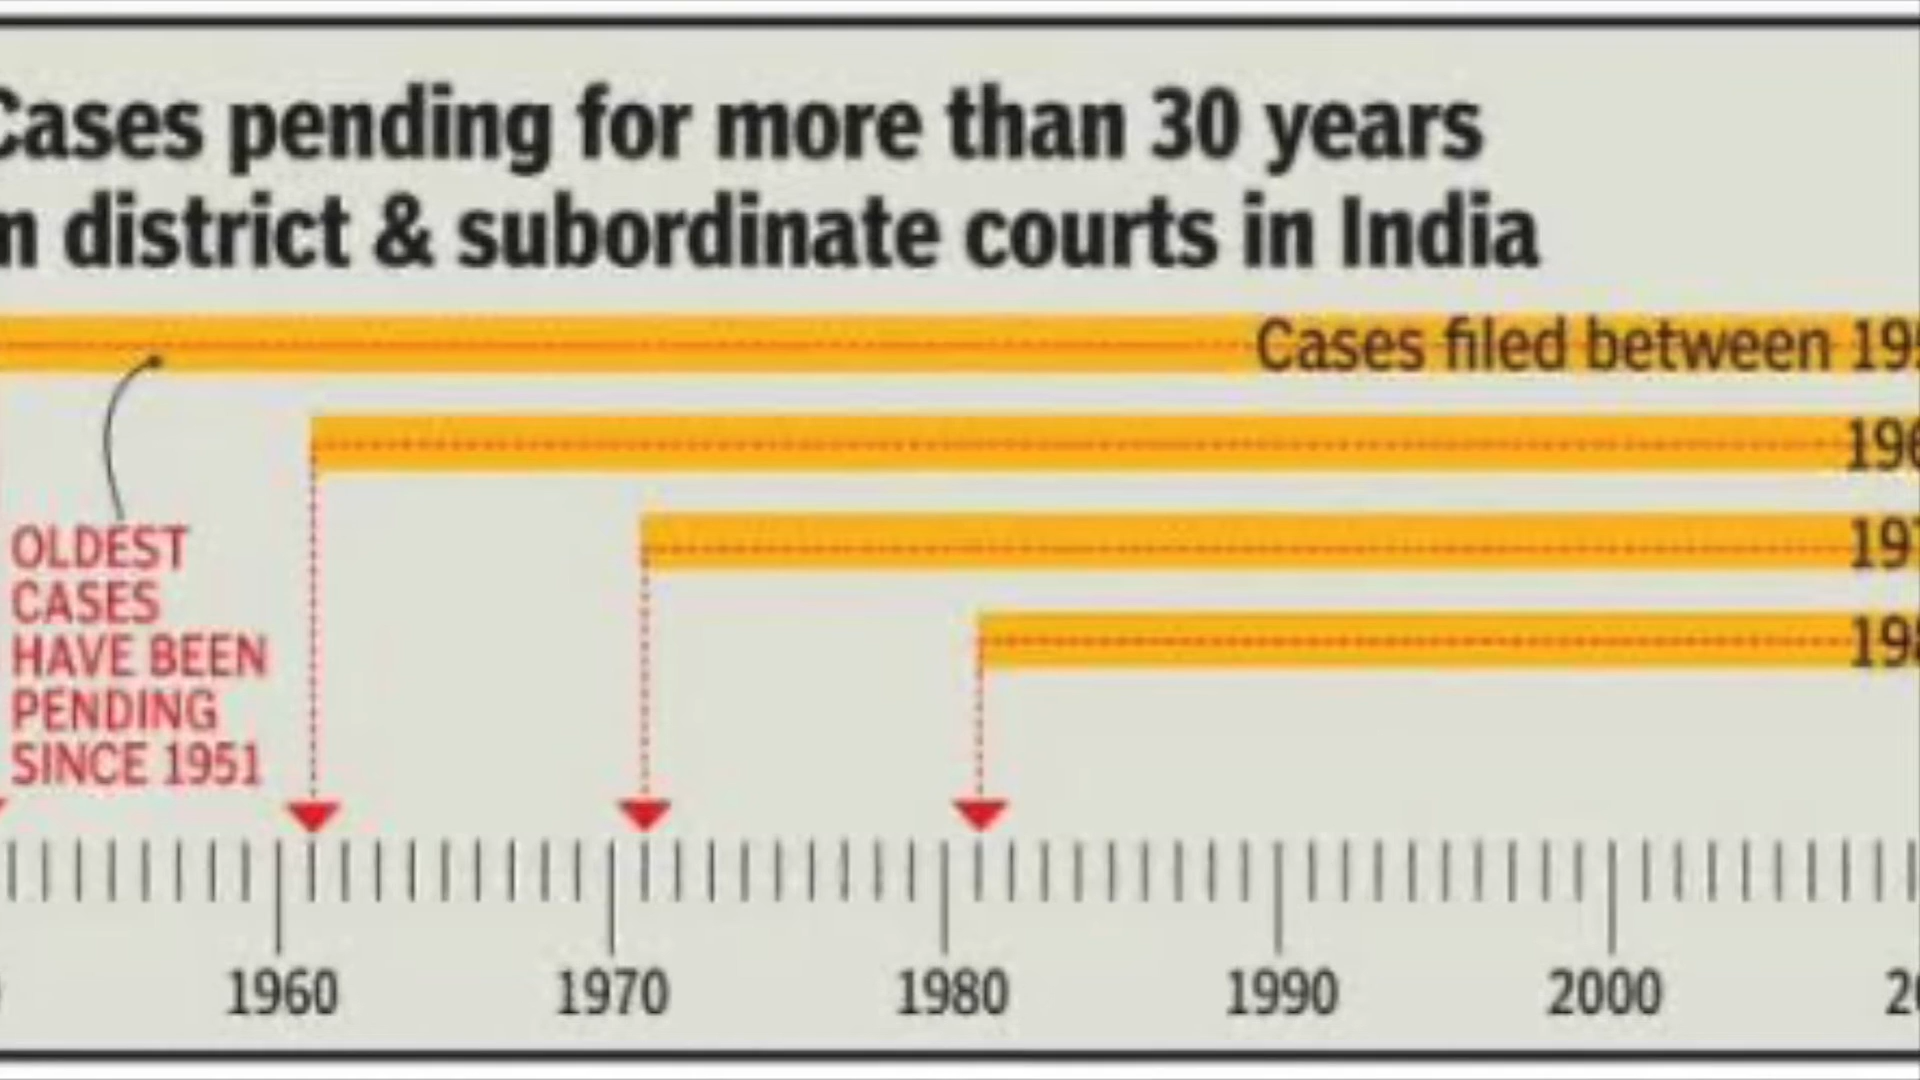 Cases pending for more than 30 years
district & subordinate courts in India
Cases filed between
OLDEST
CASES
HAVE BEEN
PENDING
SINCE 1951
1960 1970 1980 1990 2000